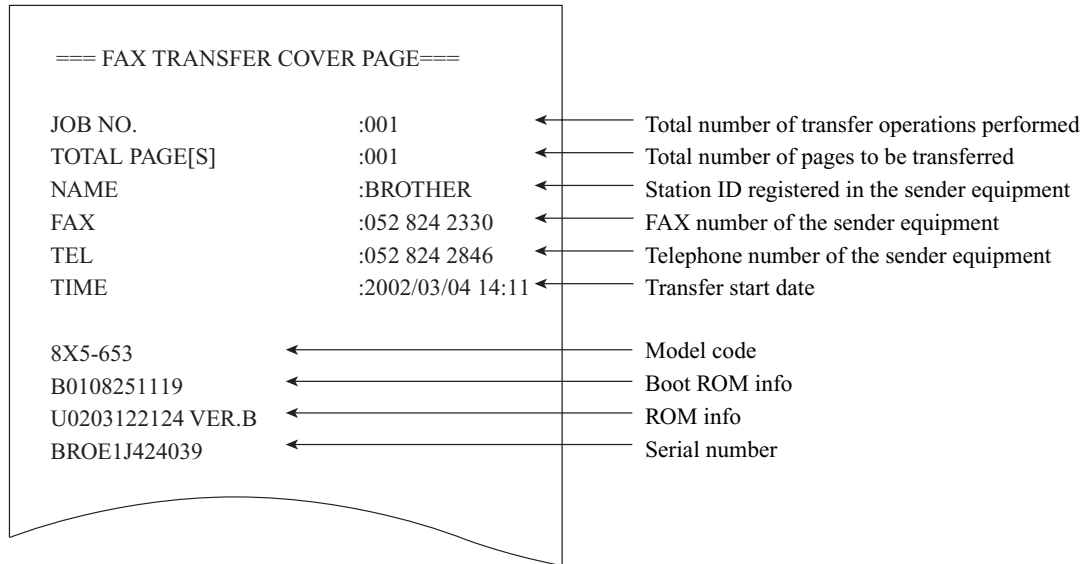 === FAX TRANSFER COVER PAGE===
JOB NO. :001 Total number of transfer operations performed
TOTAL PAGE[S] :001 Total number of pages to be transferred
NAME :BROTHER Station ID registered in the sender equipment
FAX :052 824 2330 FAX number of the sender equipment
TEL :052 824 2846 Telephone number of the sender equipment
TIME :2002/03/04 14:11 Transfer start date
8X5-653 Model code
B0108251119 Boot ROM info
U0203122124 VER.B ROM info
BROE1J424039 Serial number